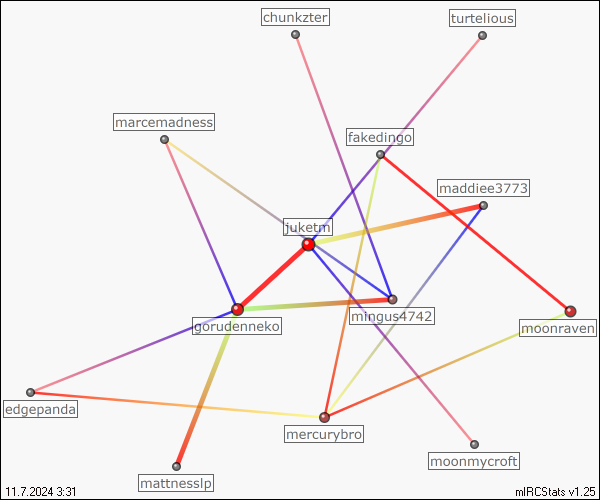 chunkzter
turtelious
marcemadness
fakedingo
maddiee3773
juketm
mingus4742
gorudenneko
moonraven
edgepanda
mercurybro
moonmycroft
mattnesslp
11.7.2024 3:31
mIRCStats v1.25